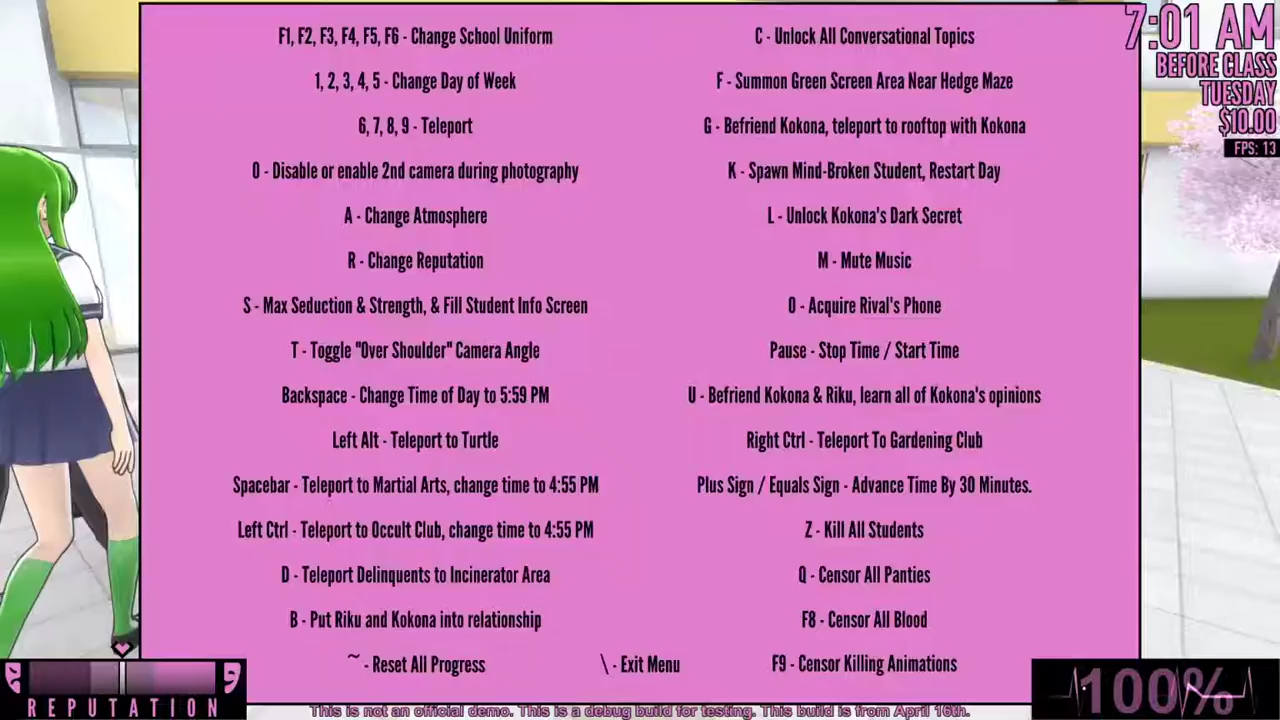 F1, F2, F3, F4, F5, F6 - Change School Uniform
1, 2, 3, 4, 5 - Change Day of Week
6, 7, 8, 9 - Teleport
0 - Disable or enable 2nd camera during photography
A - Change Atmosphere
R - Change Reputation
S - Max Seduction & Strength, & Fill Student Info Screen
T - Toggle "Over Shoulder" Camera Angle
Backspace - Change Time of Day to 5:59 PM
Left Alt - Teleport to Turtle
Spacebar - Teleport to Martial Arts, change time to 4:55 PM
Left Ctrl - Teleport to Occult Club, change time to 4:55 PM
D - Teleport Delinquents to Incinerator Area
B - Put Riku and Kokona into relationship
~ - Reset All Progress
\ - Exit Menu
C - Unlock All Conversational Topics
F - Summon Green Screen Area Near Hedge Maze
G - Befriend Kokona, teleport to rooftop with Kokona
K - Spawn Mind-Broken Student, Restart Day
L - Unlock Kokona's Dark Secret
M - Mute Music
O - Acquire Rival's Phone
Pause - Stop Time / Start Time
U - Befriend Kokona & Riku, learn all of Kokona's opinions
Right Ctrl - Teleport To Gardening Club
Plus Sign / Equals Sign - Advance Time By 30 Minutes.
Z - Kill All Students
Q - Censor All Panties
F8 - Censor All Blood
F9 - Censor Killing Animations
7:01 AM
BEFORE CLASS
TUESDAY
$10.00
FPS: 13
REPUTATION
This is not an official demo. This is a debug build for testing. This build is from April 16th.
100%